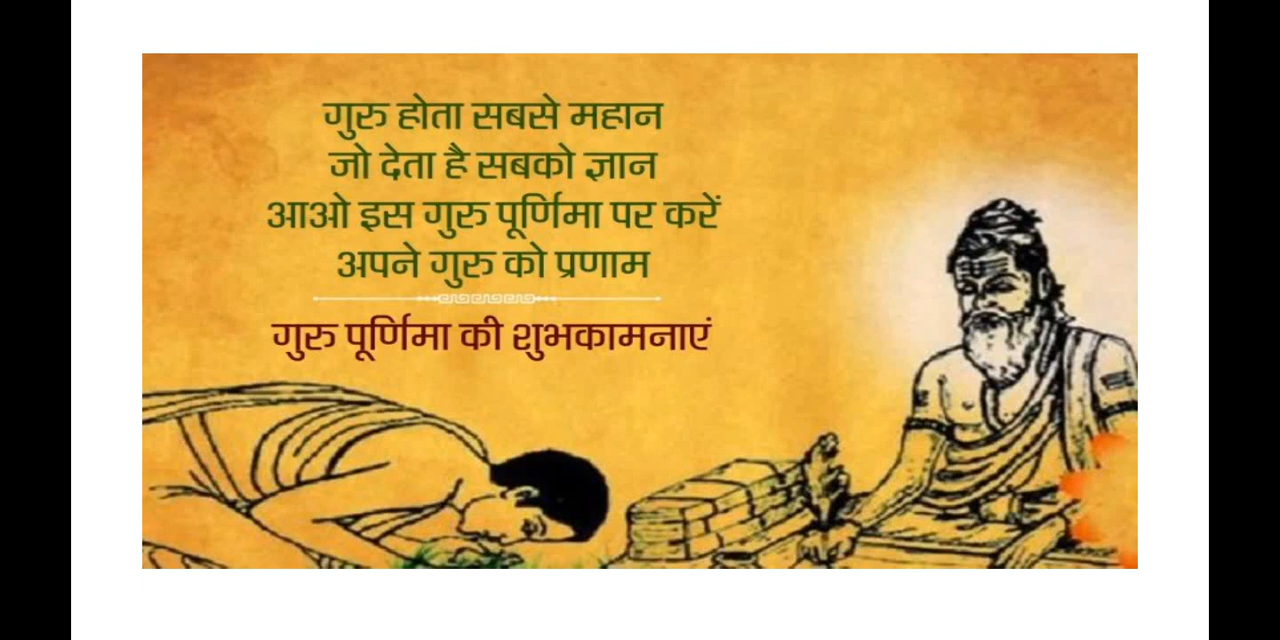 गुरु होता सबसे महान
जो देता है सबको ज्ञान
आओ इस गुरु पूर्णिमा पर करें
अपने गुरु को प्रणाम
गुरु पूर्णिमा की शुभकामनाएं